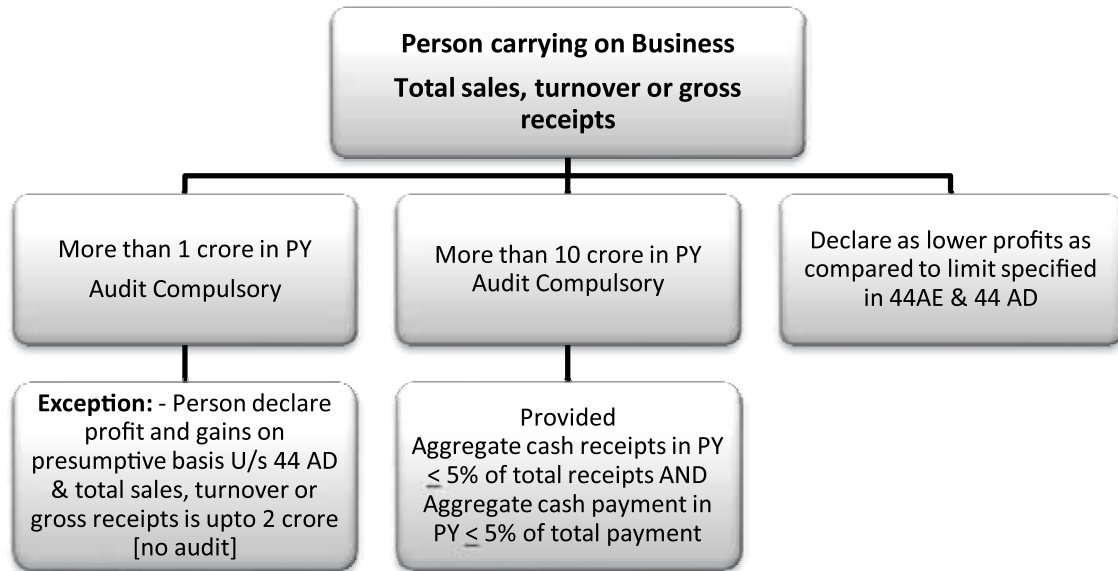 Person carrying on Business
Total sales, turnover or gross
receipts
More than 1 crore in PY
Audit Compulsory
More than 10 crore in PY
Audit Compulsory
Declare as lower profits as
compared to limit specified
in 44AE & 44 AD
Exception: - Person declare
profit and gains on
presumptive basis U/s 44 AD
& total sales, turnover or
gross receipts is upto 2 crore
[no audit]
Provided
Aggregate cash receipts in PY
≤ 5% of total receipts AND
Aggregate cash payment in
PY ≤ 5% of total payment